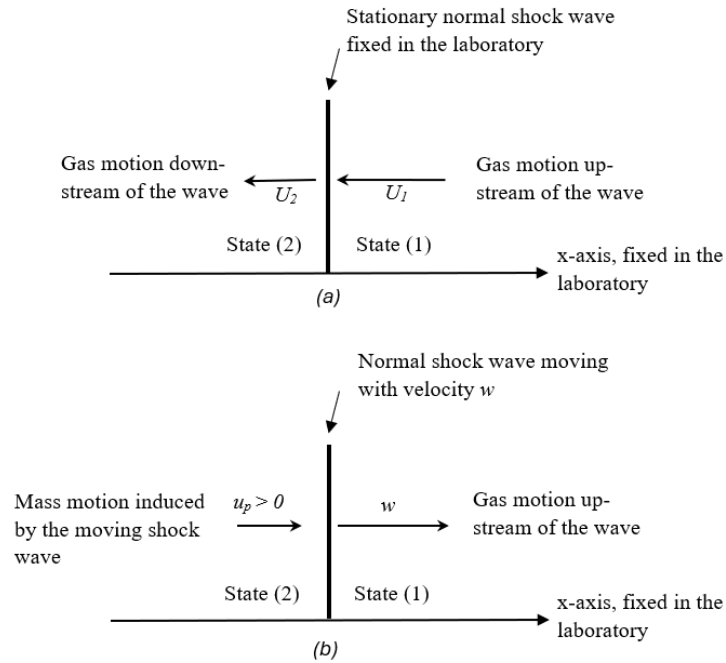 Stationary normal shock wave
fixed in the laboratory
Gas motion down-
stream of the wave
U2
U1
Gas motion up-
stream of the wave
State (2)
State (1)
x-axis, fixed in the
laboratory
(a)
Normal shock wave moving
with velocity w
Mass motion induced
by the moving shock
wave
up > 0
w
Gas motion up-
stream of the wave
State (2)
State (1)
x-axis, fixed in the
laboratory
(b)